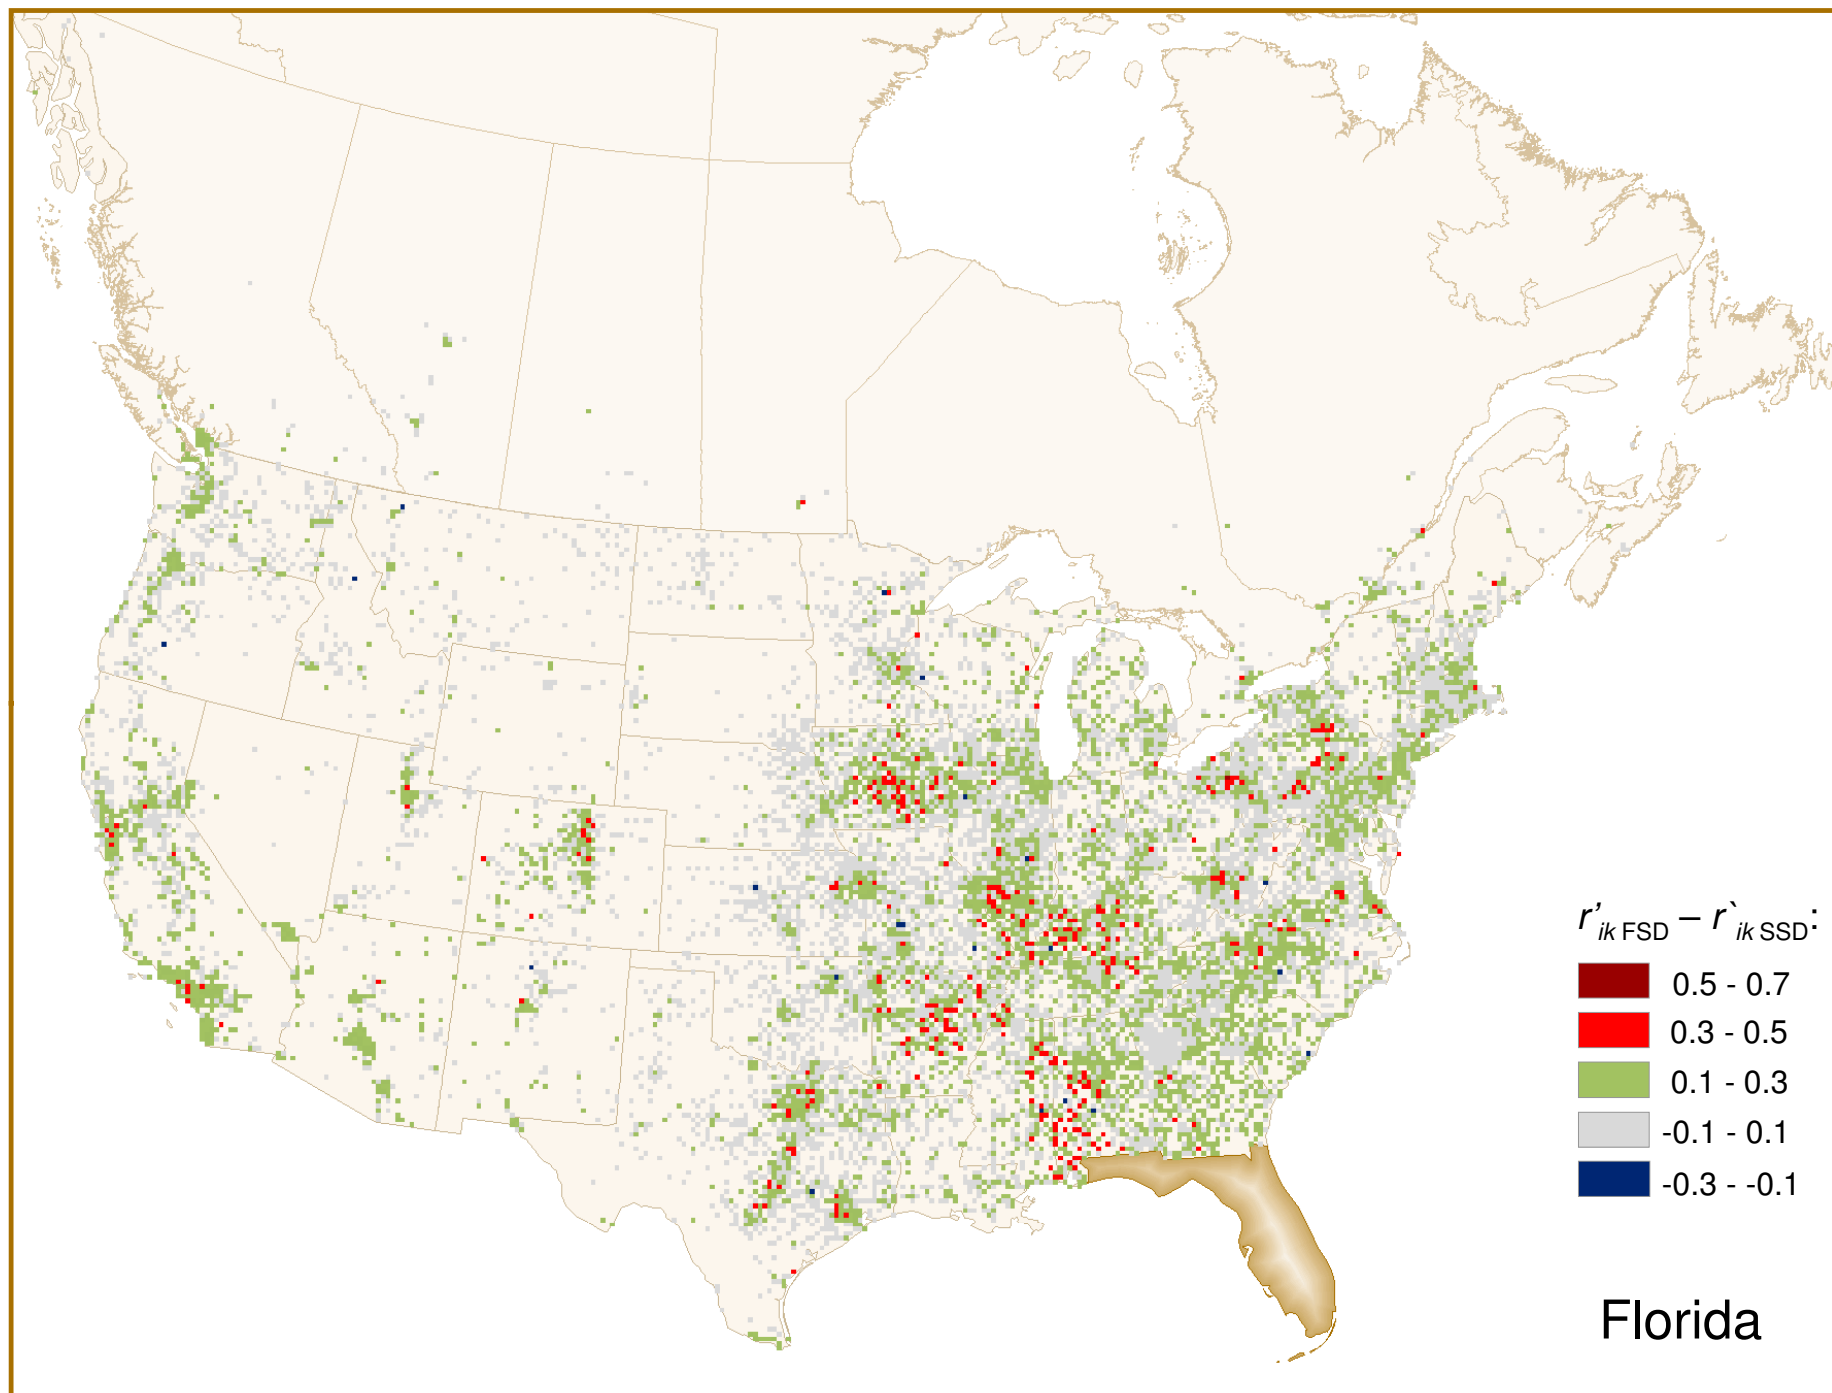 r'ik FSD – r`ik SSD:
0.5 - 0.7
0.3 - 0.5
0.1 - 0.3
-0.1 - 0.1
-0.3 - -0.1
Florida